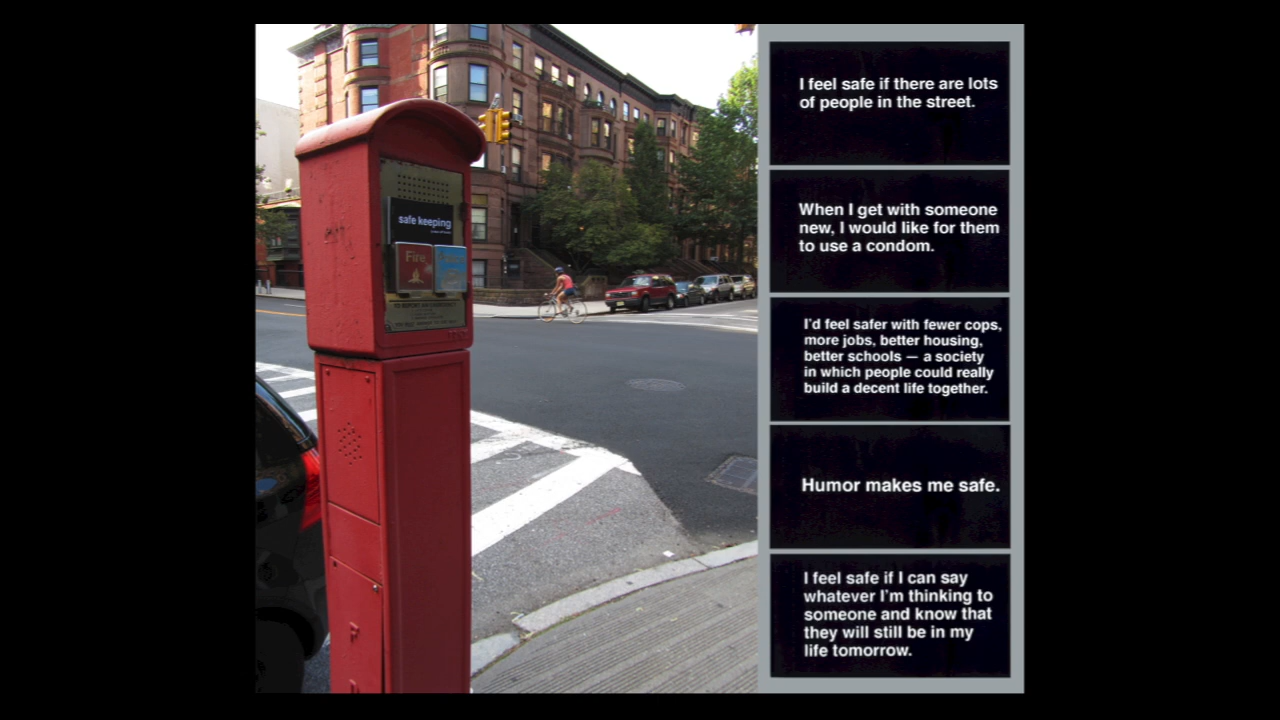 safe keeping
Fire
I feel safe if there are lots
of people in the street.
When I get with someone
new, I would like for them
to use a condom.
I'd feel safer with fewer cops,
more jobs, better housing,
better schools — a society
in which people could really
build a decent life together.
Humor makes me safe.
I feel safe if I can say
whatever I'm thinking to
someone and know that
they will still be in my
life tomorrow.